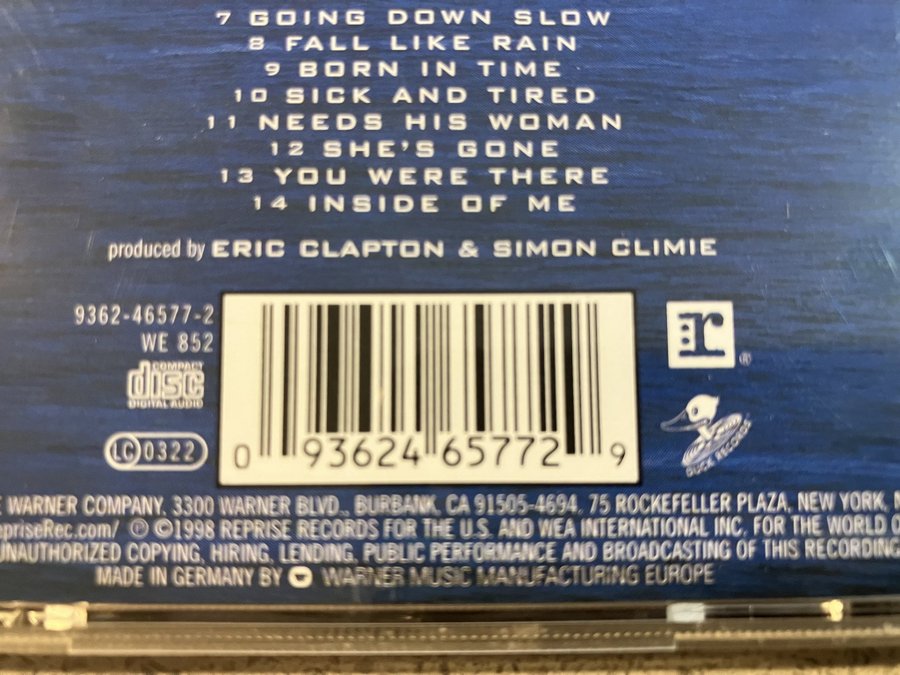 7 GOING DOWN SLOW
8 FALL LIKE RAIN
9 BORN IN TIME
10 SICK AND TIRED
11 NEEDS HIS WOMAN
12 SHE'S GONE
13 YOU WERE THERE
14 INSIDE OF ME
produced by ERIC CLAPTON & SIMON CLIMIE
9362-46577-2
WE 852
COMPACT
disc
DIGITAL AUDIO
LC 0322
0 93624 65772 9
:r ®
DUCK RECORDS
WARNER COMPANY. 3300 WARNER BLVD., BURBANK, CA 91505-4694. 75 ROCKEFELLER PLAZA, NEW YORK, N
epriseRec.com/ ℗ ©1998 REPRISE RECORDS FOR THE U.S. AND WEA INTERNATIONAL INC. FOR THE WORLD O
UNAUTHORIZED COPYING, HIRING, LENDING, PUBLIC PERFORMANCE AND BROADCASTING OF THIS RECORDING
MADE IN GERMANY BY WARNER MUSIC MANUFACTURING EUROPE